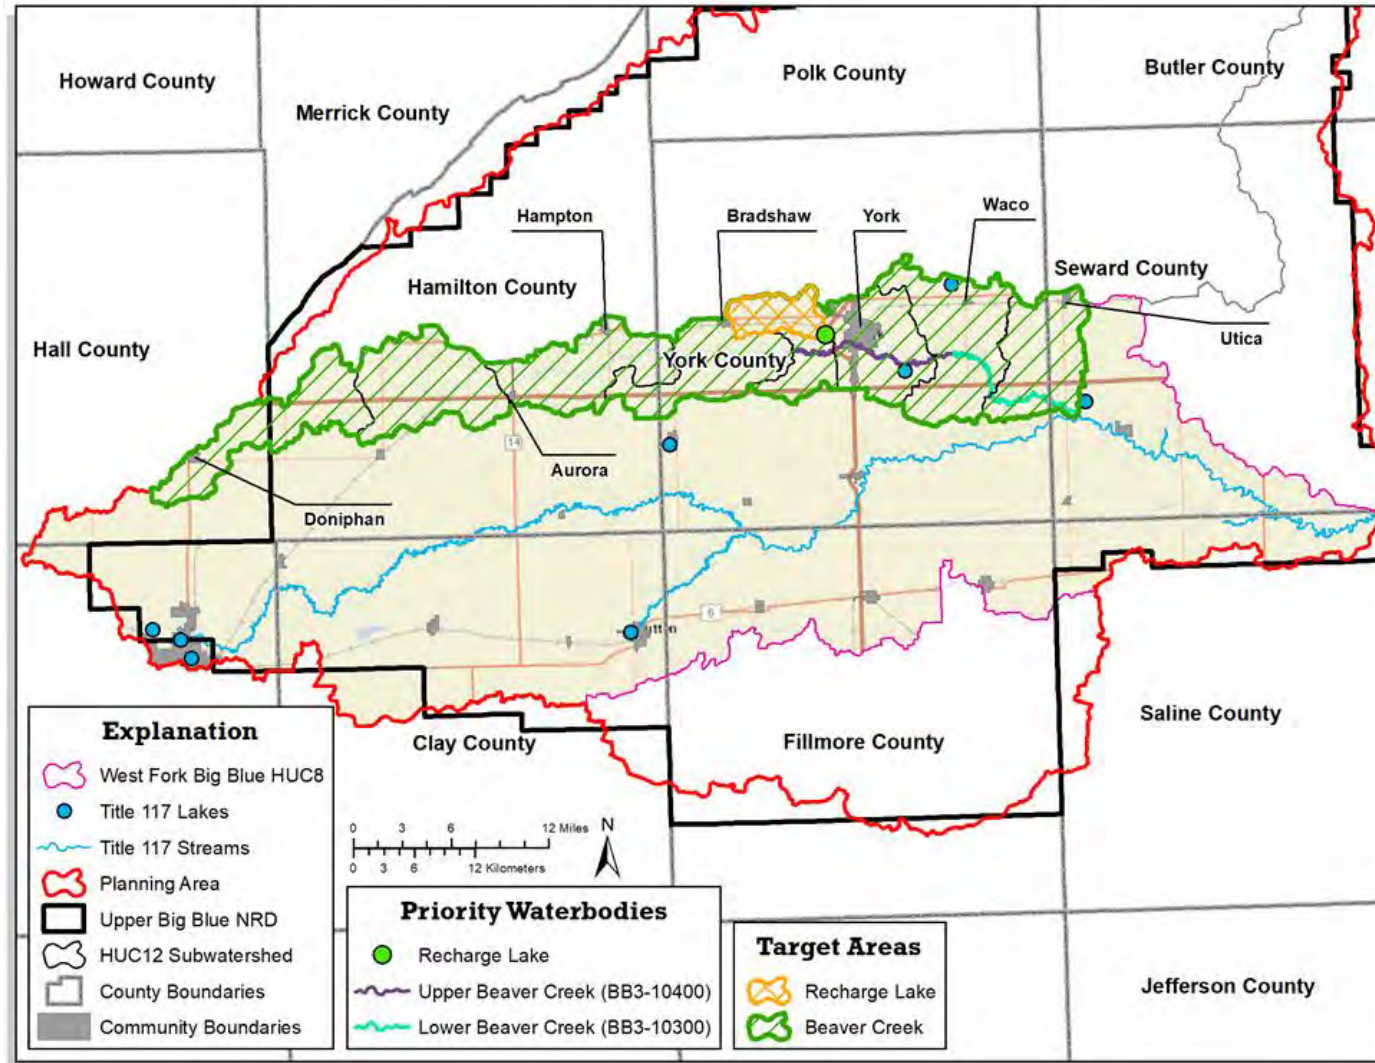 Howard County
Merrick County
Polk County
Butler County
Hampton
Bradshaw
York
Waco
Hamilton County
Seward County
Hall County
York County
Utica
14
Aurora
Doniphan
6
Clay County
Fillmore County
Saline County
Jefferson County
Explanation
West Fork Big Blue HUC8
Title 117 Lakes
Title 117 Streams
Planning Area
Upper Big Blue NRD
HUC12 Subwatershed
County Boundaries
Community Boundaries
0 3 6 12 Miles
0 3 6 12 Kilometers
N
Priority Waterbodies
Recharge Lake
Upper Beaver Creek (BB3-10400)
Lower Beaver Creek (BB3-10300)
Target Areas
Recharge Lake
Beaver Creek